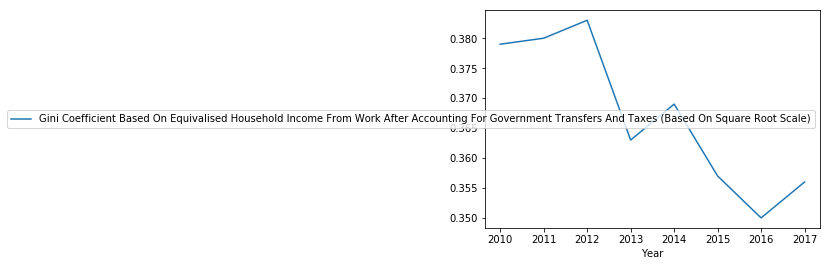 0.380
0.375
0.370
Gini Coefficient Based On Equivalised Household Income From Work After Accounting For Government Transfers And Taxes (Based On Square Root Scale)
0.365
0.360
0.355
0.350
2010 2011 2012 2013 2014 2015 2016 2017
Year